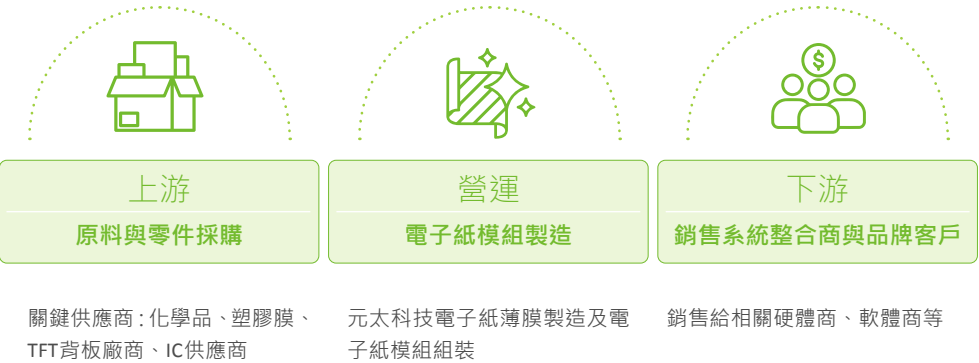 $
上游
原料與零件採購
關鍵供應商:化學品、塑膠膜、
TFT背板廠商、IC供應商
營運
電子紙模組製造
元太科技電子紙薄膜製造及電
子紙模組組裝
下游
銷售系統整合商與品牌客戶
銷售給相關硬體商、軟體商等